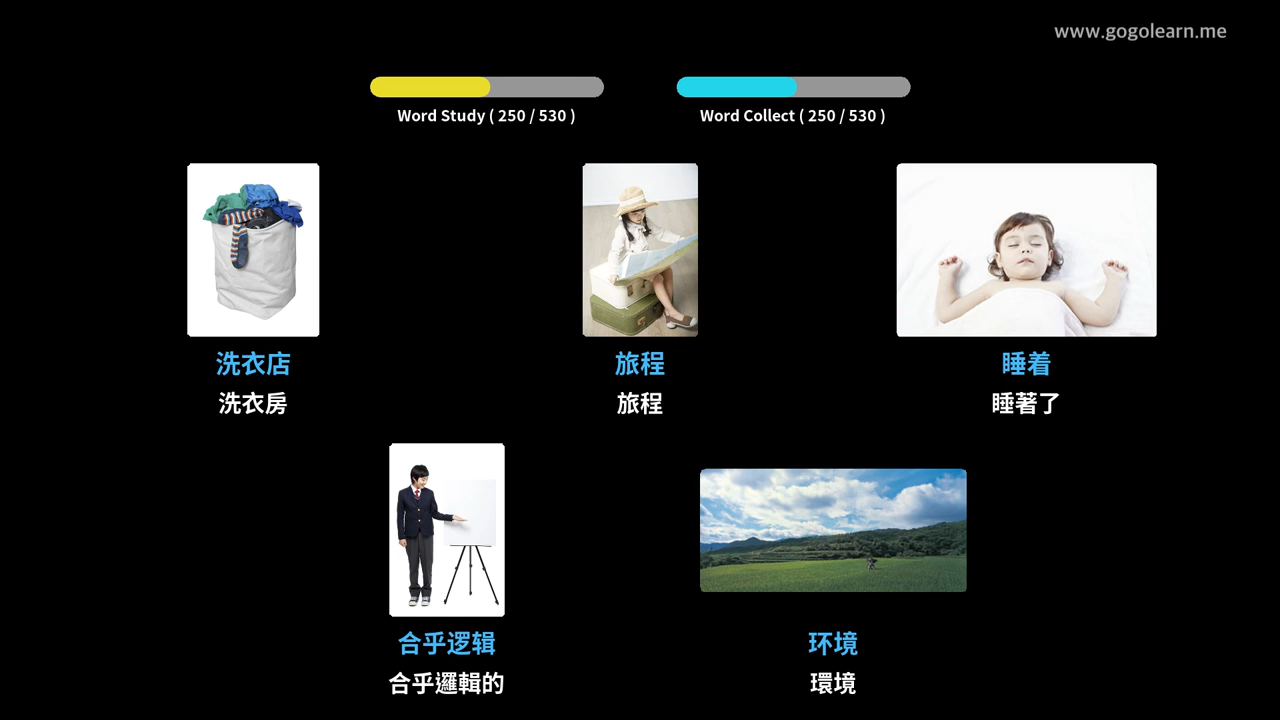 www.gogolearn.me
Word Study ( 250 / 530 )
Word Collect ( 250 / 530 )
洗衣店
洗衣房
旅程
旅程
睡着
睡著了
合乎逻辑
合乎邏輯的
环境
環境